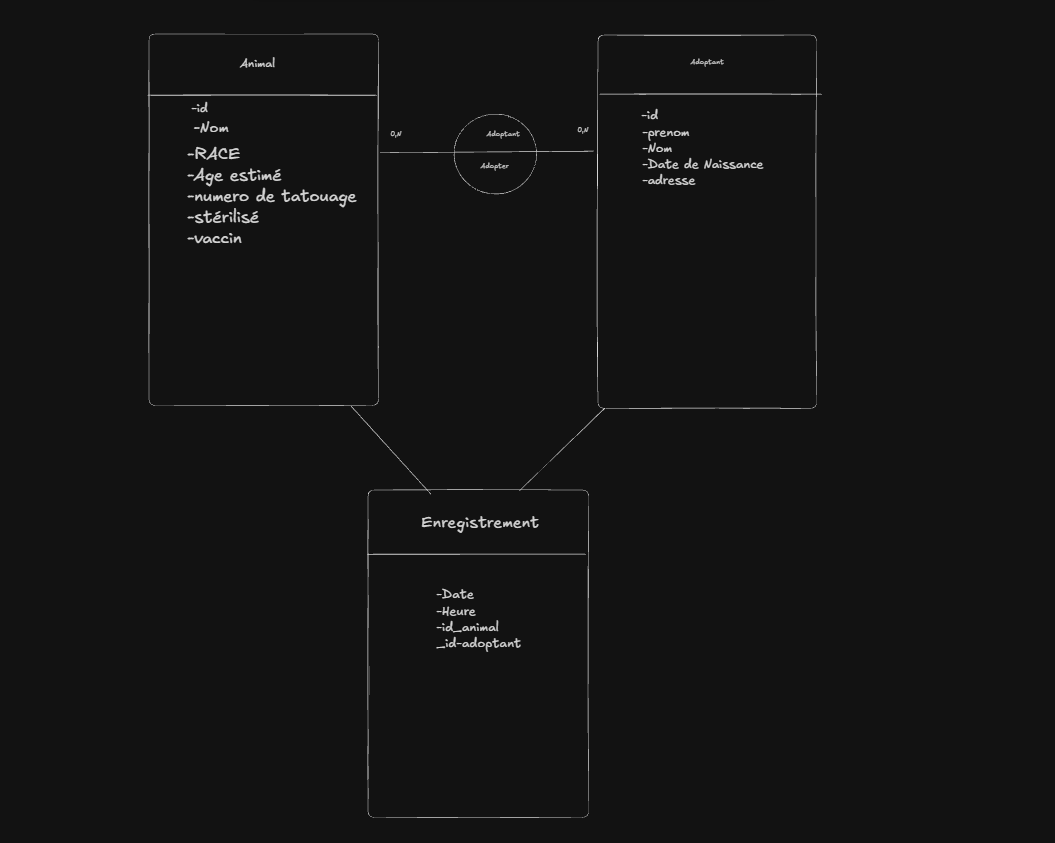 Animal
-id
-Nom
-RACE
-Age estimé
-numero de tatouage
-stérilisé
-vaccin
0,N
Adoptant
Adopter
0,N
Adoptant
-id
-prenom
-Nom
-Date de Naissance
-adresse
Enregistrement
-Date
-Heure
-id_animal
_id-adoptant